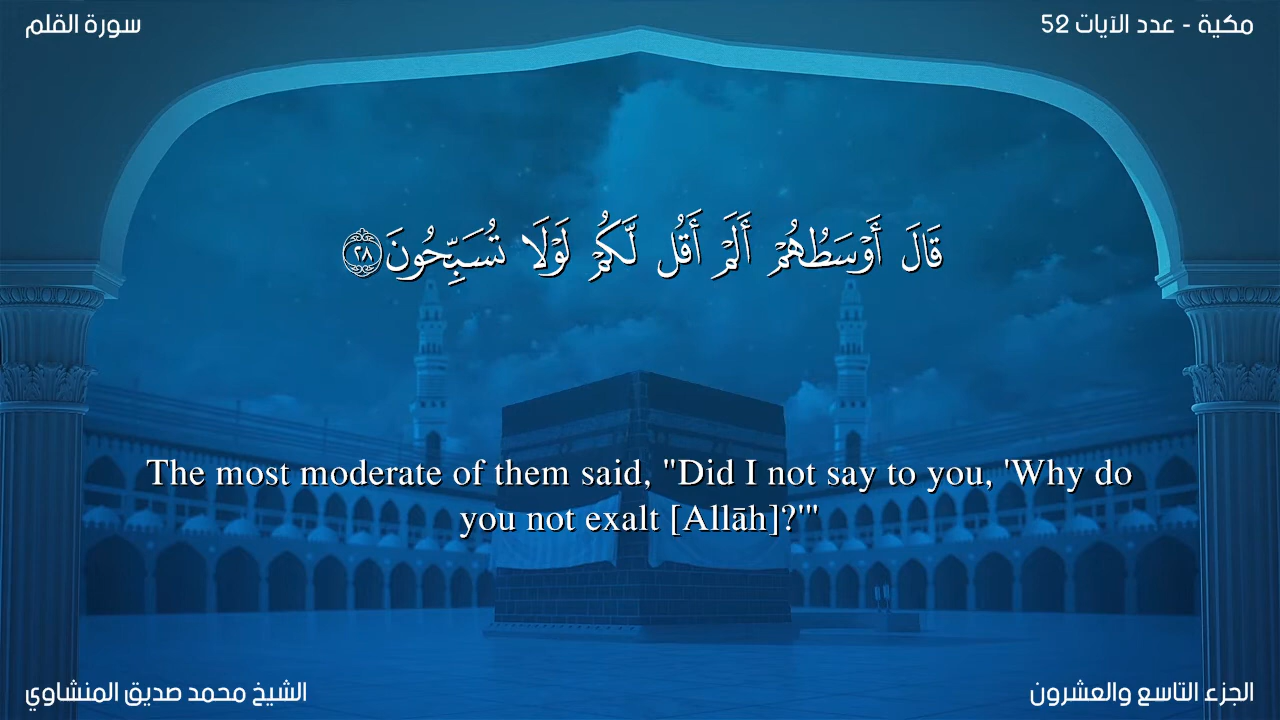 سورة القلم
مكية - عدد الآيات 52
قَالَ أَوْسَطُهُمْ أَلَمْ أَقُل لَّكُمْ لَوْلَا تُسَبِّحُونَ ٢٨
The most moderate of them said, "Did I not say to you, 'Why do
you not exalt [Allāh]?'"
الشيخ محمد صديق المنشاوي
الجزء التاسع والعشرون